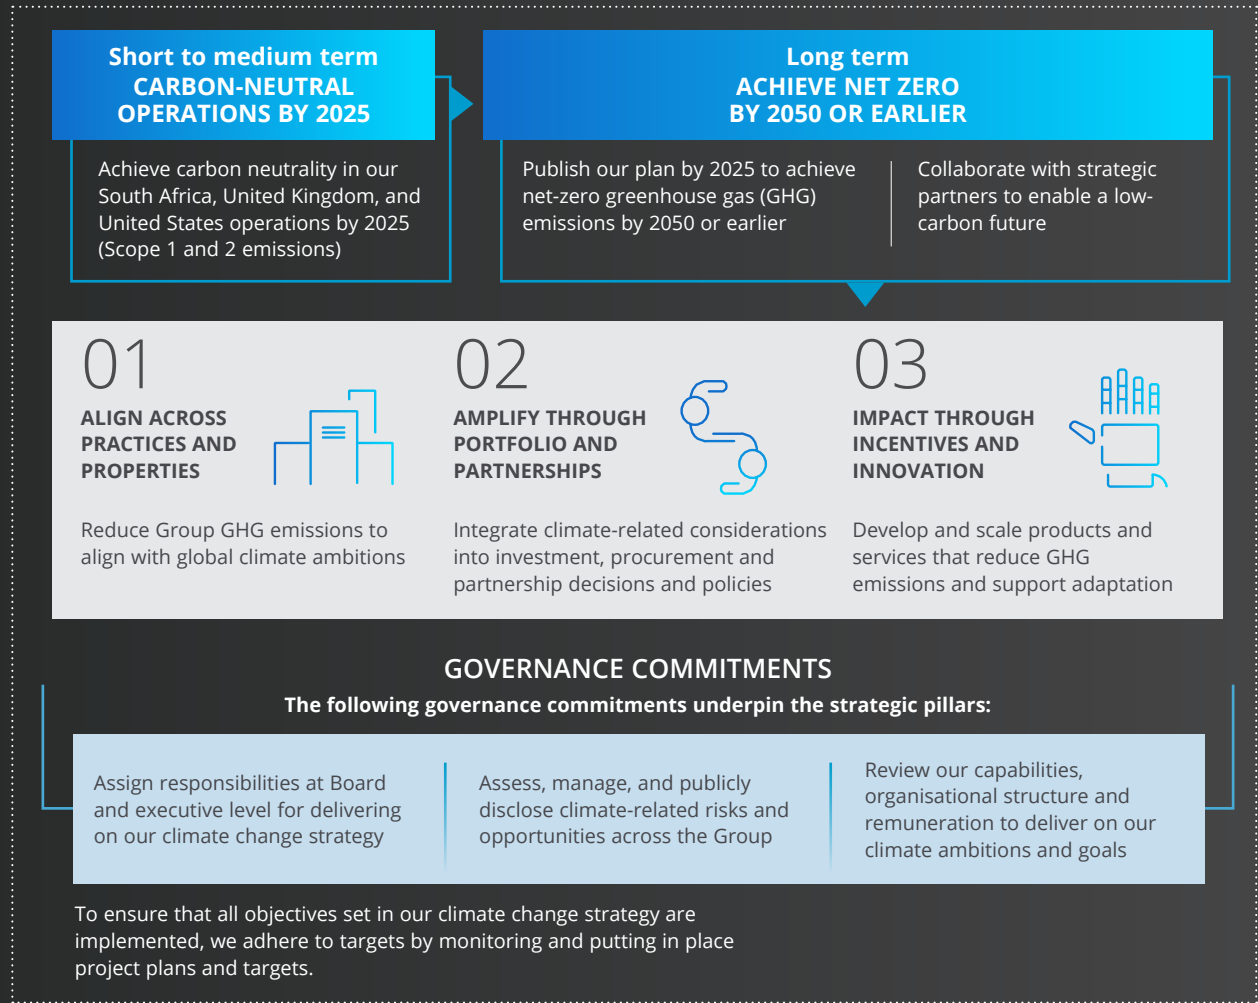 Short to medium term
CARBON-NEUTRAL
OPERATIONS BY 2025
Achieve carbon neutrality in our
South Africa, United Kingdom, and
United States operations by 2025
(Scope 1 and 2 emissions)
Long term
ACHIEVE NET ZERO
BY 2050 OR EARLIER
Publish our plan by 2025 to achieve
net-zero greenhouse gas (GHG)
emissions by 2050 or earlier
Collaborate with strategic
partners to enable a low-
carbon future
01
ALIGN ACROSS
PRACTICES AND
PROPERTIES
Reduce Group GHG emissions to
align with global climate ambitions
02
AMPLIFY THROUGH
PORTFOLIO AND
PARTNERSHIPS
Integrate climate-related considerations
into investment, procurement and
partnership decisions and policies
03
IMPACT THROUGH
INCENTIVES AND
INNOVATION
Develop and scale products and
services that reduce GHG
emissions and support adaptation
GOVERNANCE COMMITMENTS
The following governance commitments underpin the strategic pillars:
Assign responsibilities at Board
and executive level for delivering
on our climate change strategy
Assess, manage, and publicly
disclose climate-related risks and
opportunities across the Group
Review our capabilities,
organisational structure and
remuneration to deliver on our
climate ambitions and goals
To ensure that all objectives set in our climate change strategy are
implemented, we adhere to targets by monitoring and putting in place
project plans and targets.